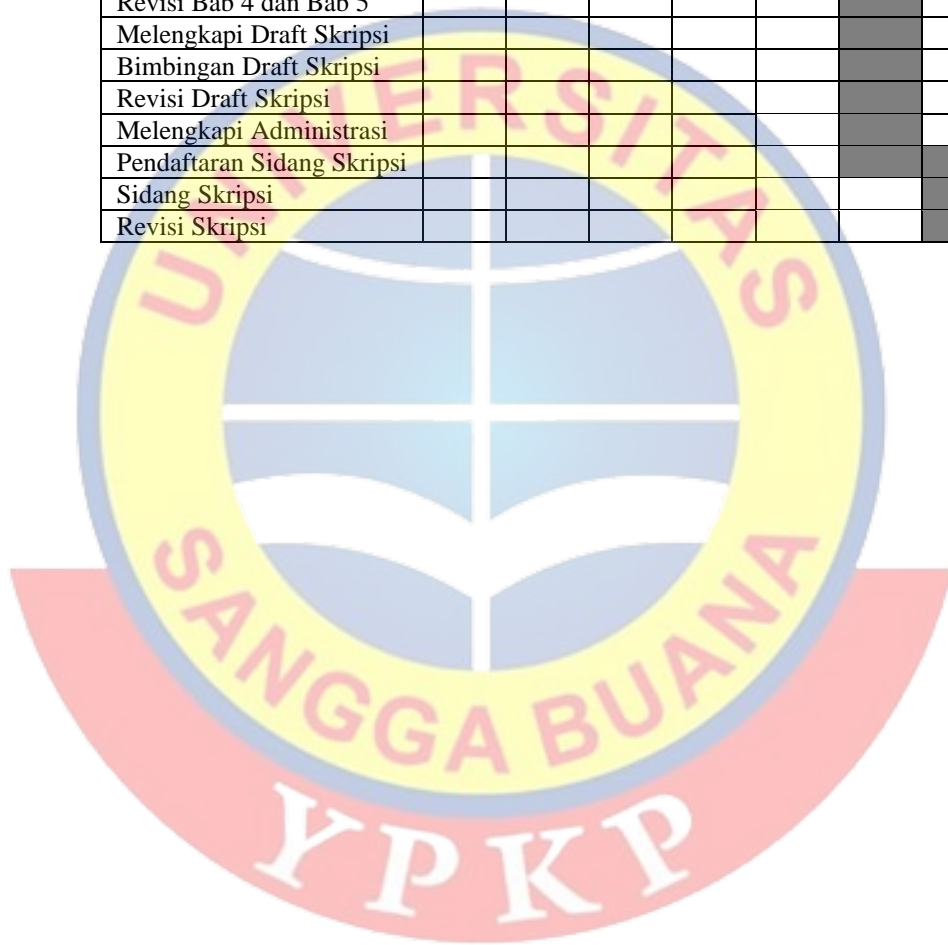 Revisi Bab 4 dan Bab 5
Melengkapi Draft Skripsi
Bimbingan Draft Skripsi
Revisi Draft Skripsi
Melengkapi Administrasi
Pendaftaran Sidang Skripsi
Sidang Skripsi
Revisi Skripsi
UNIVERSITAS
SANGGA BUANA
YPKP